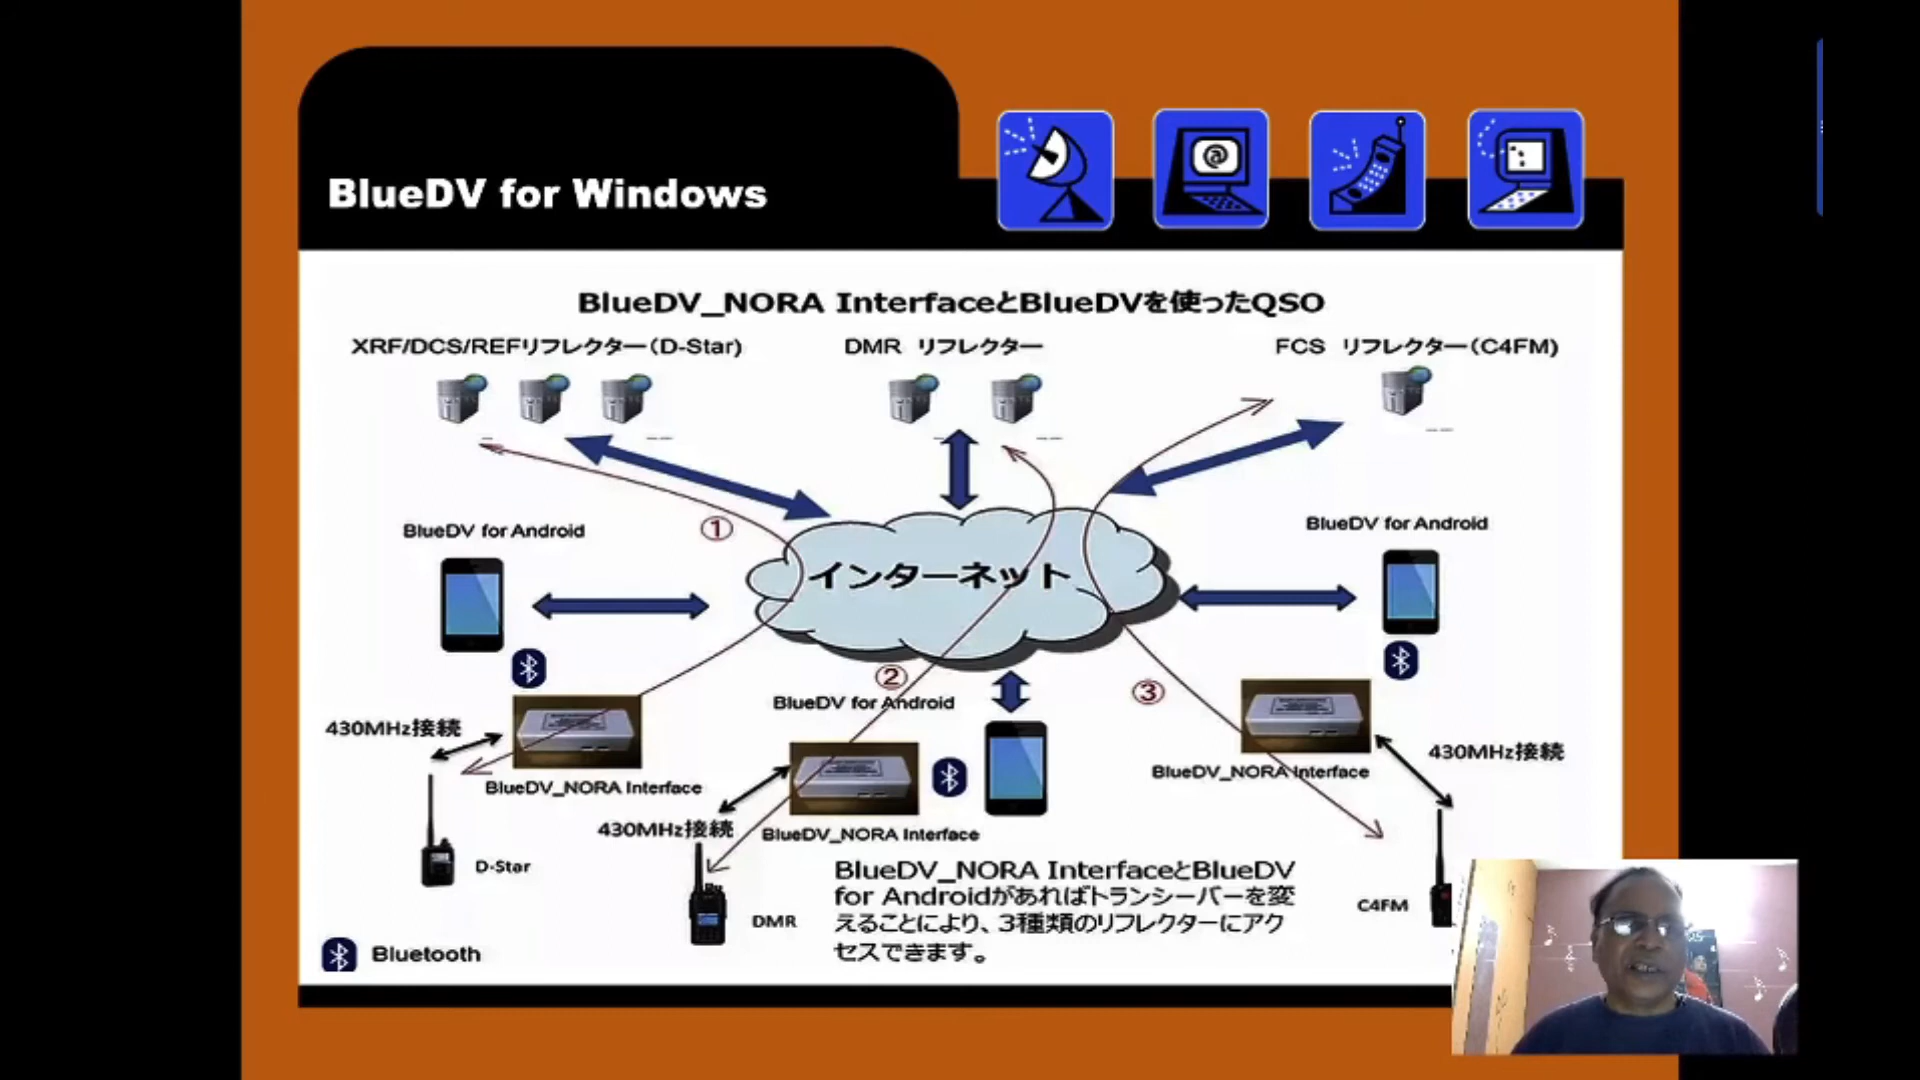 BlueDV for Windows
BlueDV_NORA InterfaceとBlueDVを使ったQSO
XRF/DCS/REFリフレクター(D-Star)
DMR リフレクター
FCS リフレクター(C4FM)
①
BlueDV for Android
BlueDV for Android
インターネット
②
③
BlueDV for Android
430MHz接続
430MHz接続
BlueDV_NORA Interface
BlueDV_NORA Interface
430MHz接続
BlueDV_NORA Interface
D-Star
DMR
C4FM
BlueDV_NORA InterfaceとBlueDV
for Androidがあればトランシーバーを変
えることにより、3種類のリフレクターにアク
セスできます。
Bluetooth